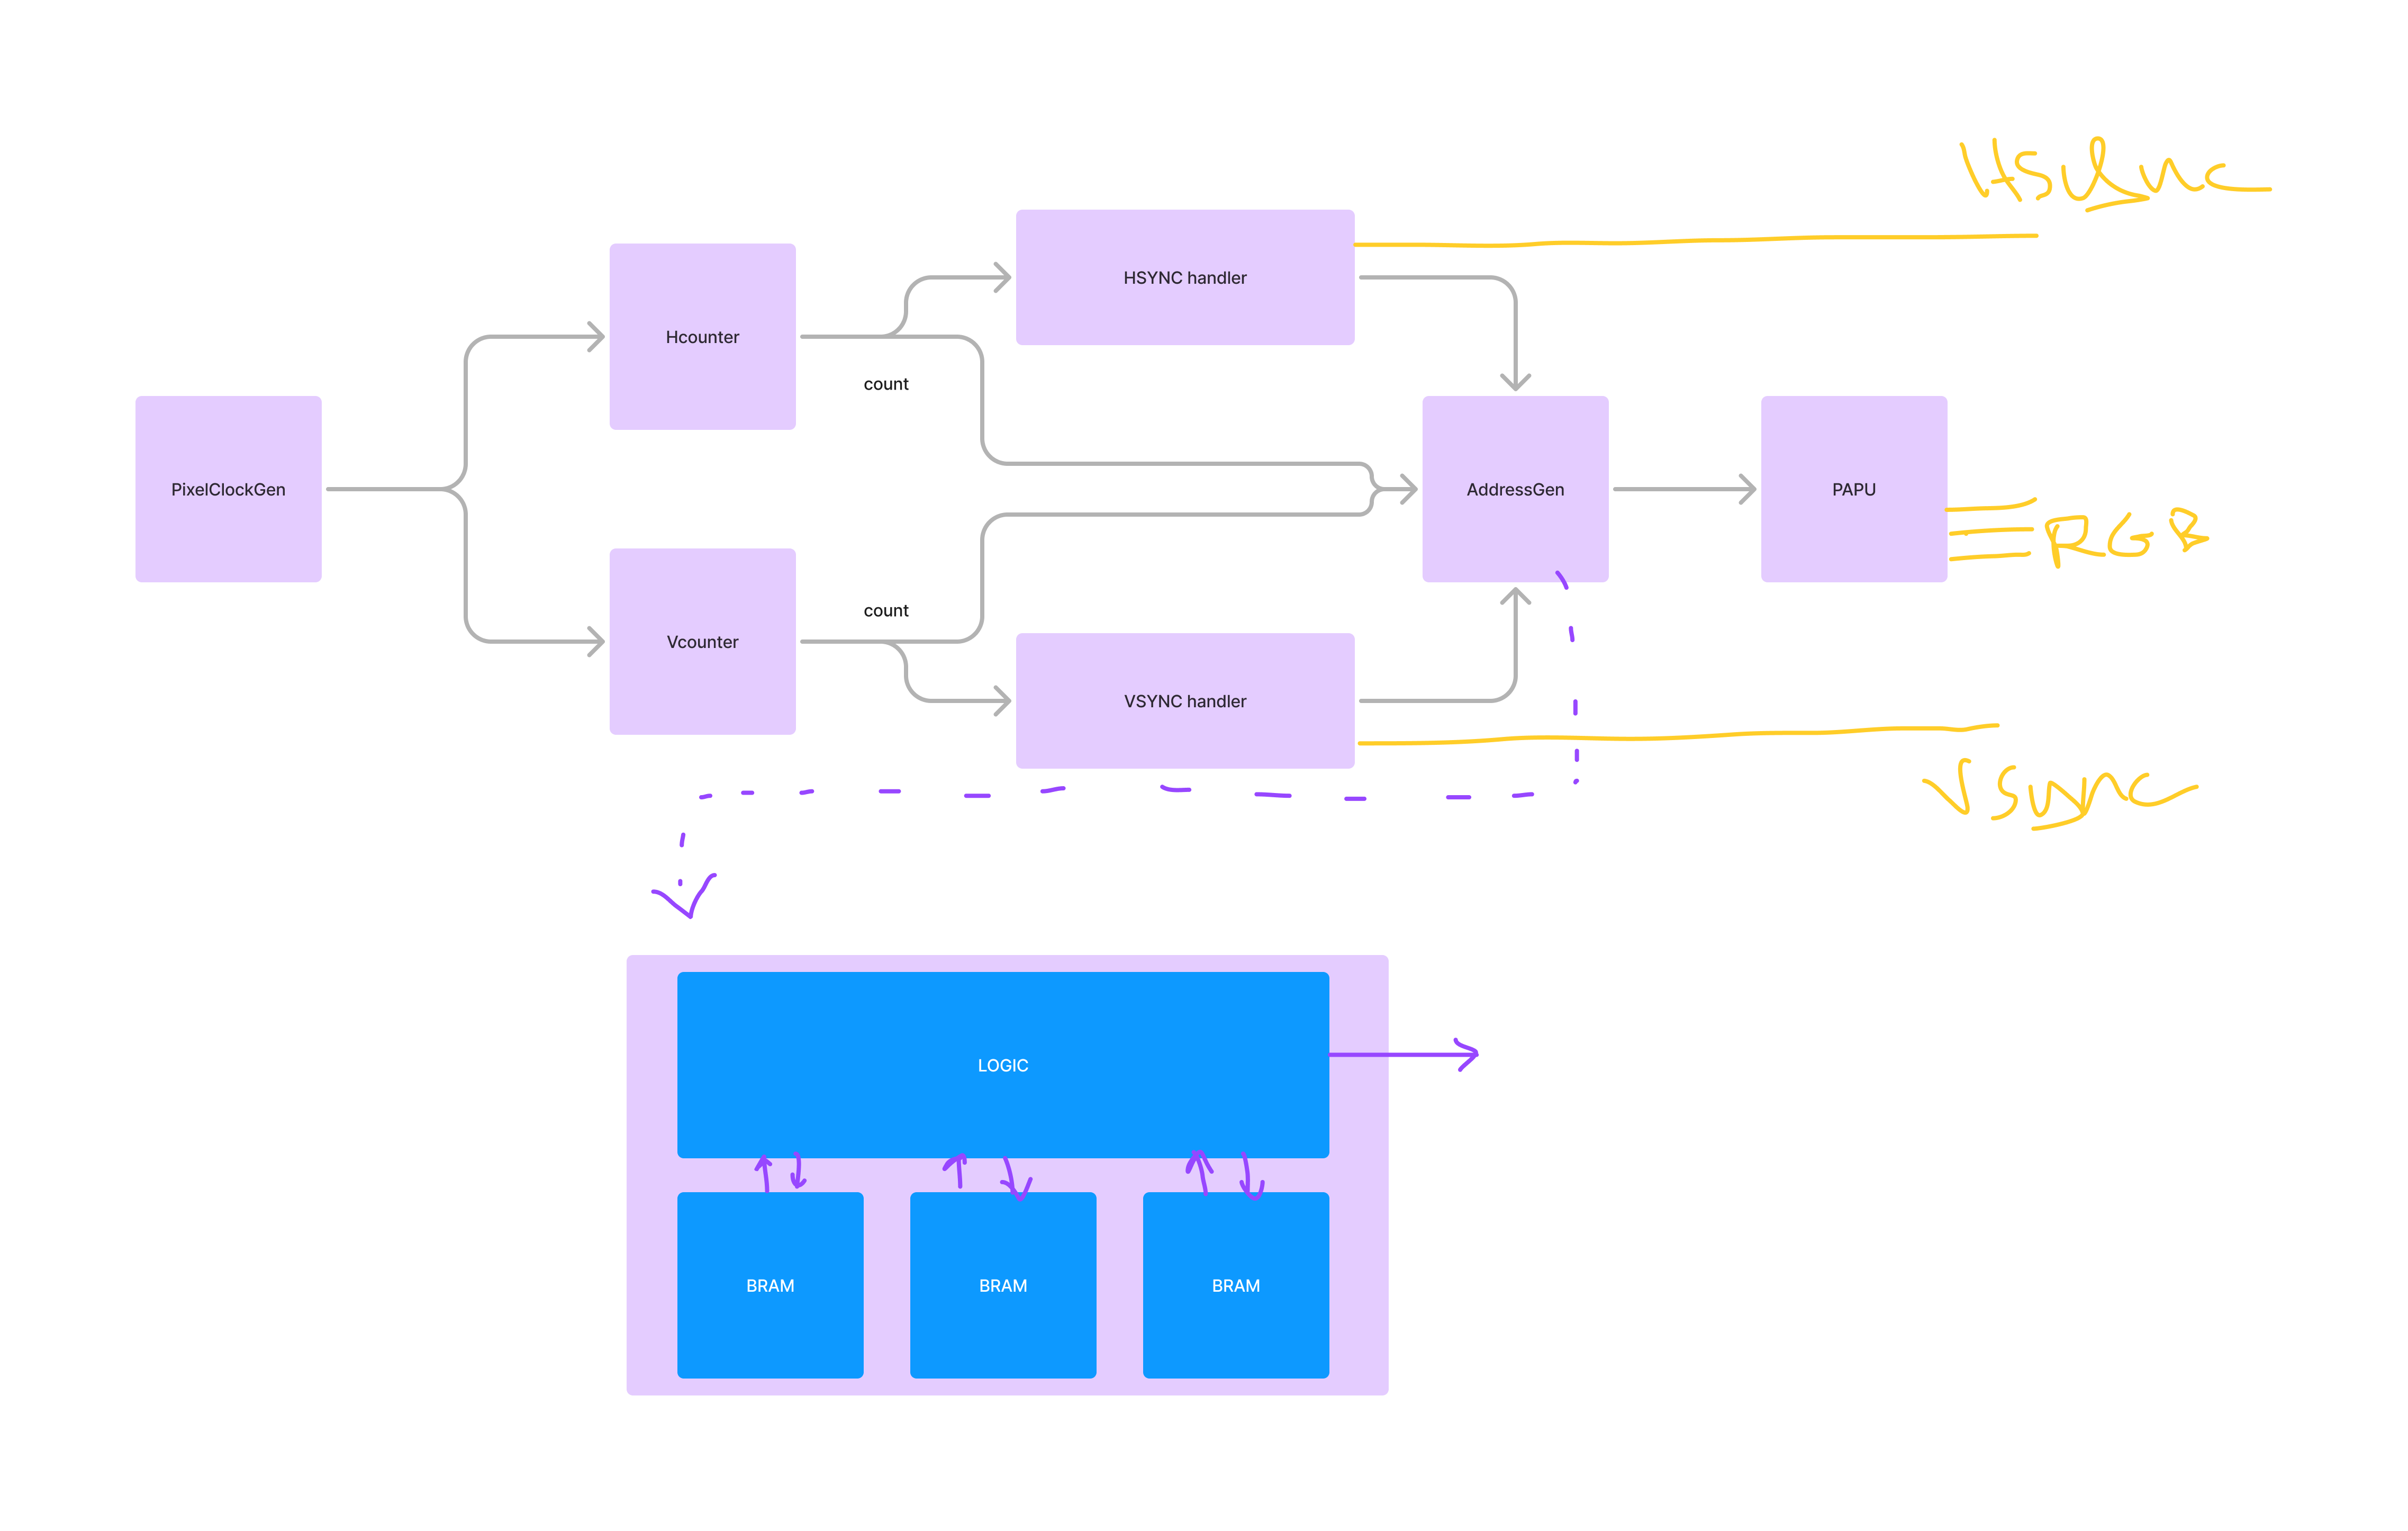 HSync
HSYNC handler
Hcounter
count
PixelClockGen
AddressGen
PAPU
RGB
count
Vcounter
VSYNC handler
VSync
LOGIC
BRAM BRAM BRAM